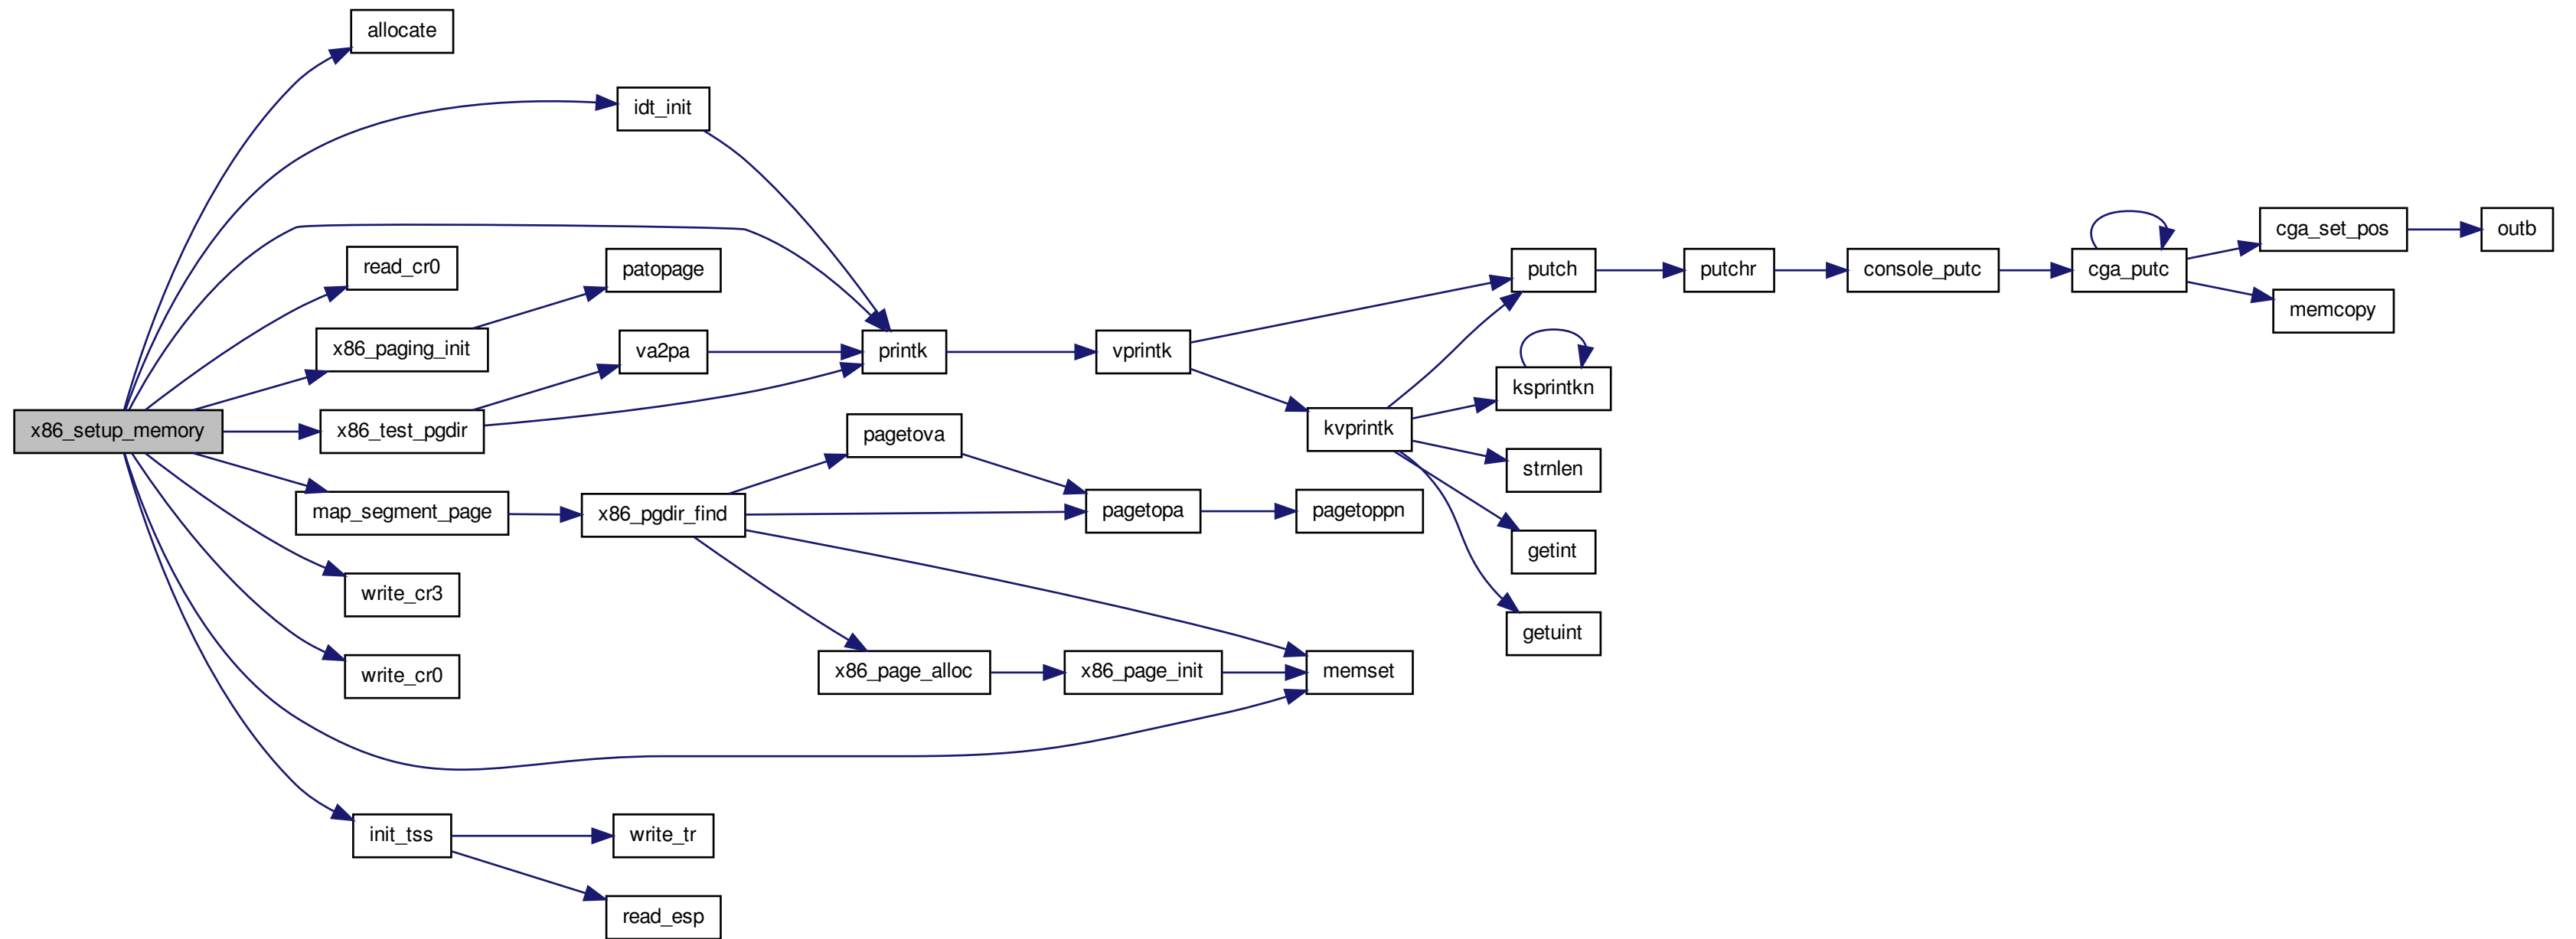 allocate
idt_init
read_cr0
patopage
x86_paging_init
va2pa
printk
vprintk
putch
putchr
console_putc
cga_putc
cga_set_pos
outb
memcopy
ksprintkn
x86_setup_memory
x86_test_pgdir
pagetova
kvprintk
strnlen
map_segment_page
x86_pgdir_find
pagetopa
pagetoppn
getint
write_cr3
getuint
write_cr0
x86_page_alloc
x86_page_init
memset
init_tss
write_tr
read_esp